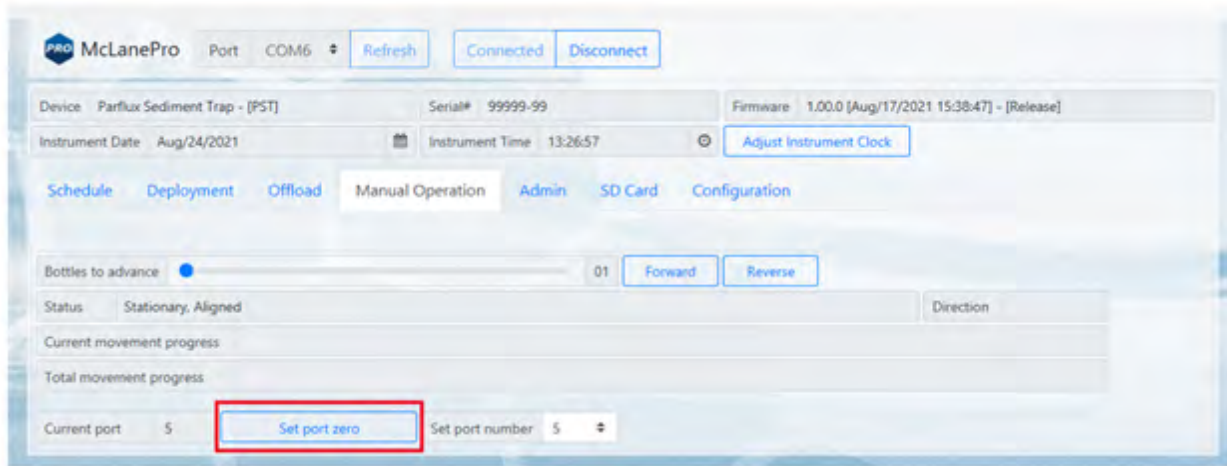 PRO McLanePro Port COM6 Refresh Connected Disconnect
Device Parflux Sediment Trap - [PST] Serial# 99999-99 Firmware 1.00.0 [Aug/17/2021 15:38:47] - [Release]
Instrument Date Aug/24/2021 Instrument Time 13:26:57 Adjust Instrument Clock
Schedule Deployment Offload Manual Operation Admin SD Card Configuration
Bottles to advance 01 Forward Reverse
Status Stationary, Aligned Direction
Current movement progress
Total movement progress
Current port 5 Set port zero Set port number 5